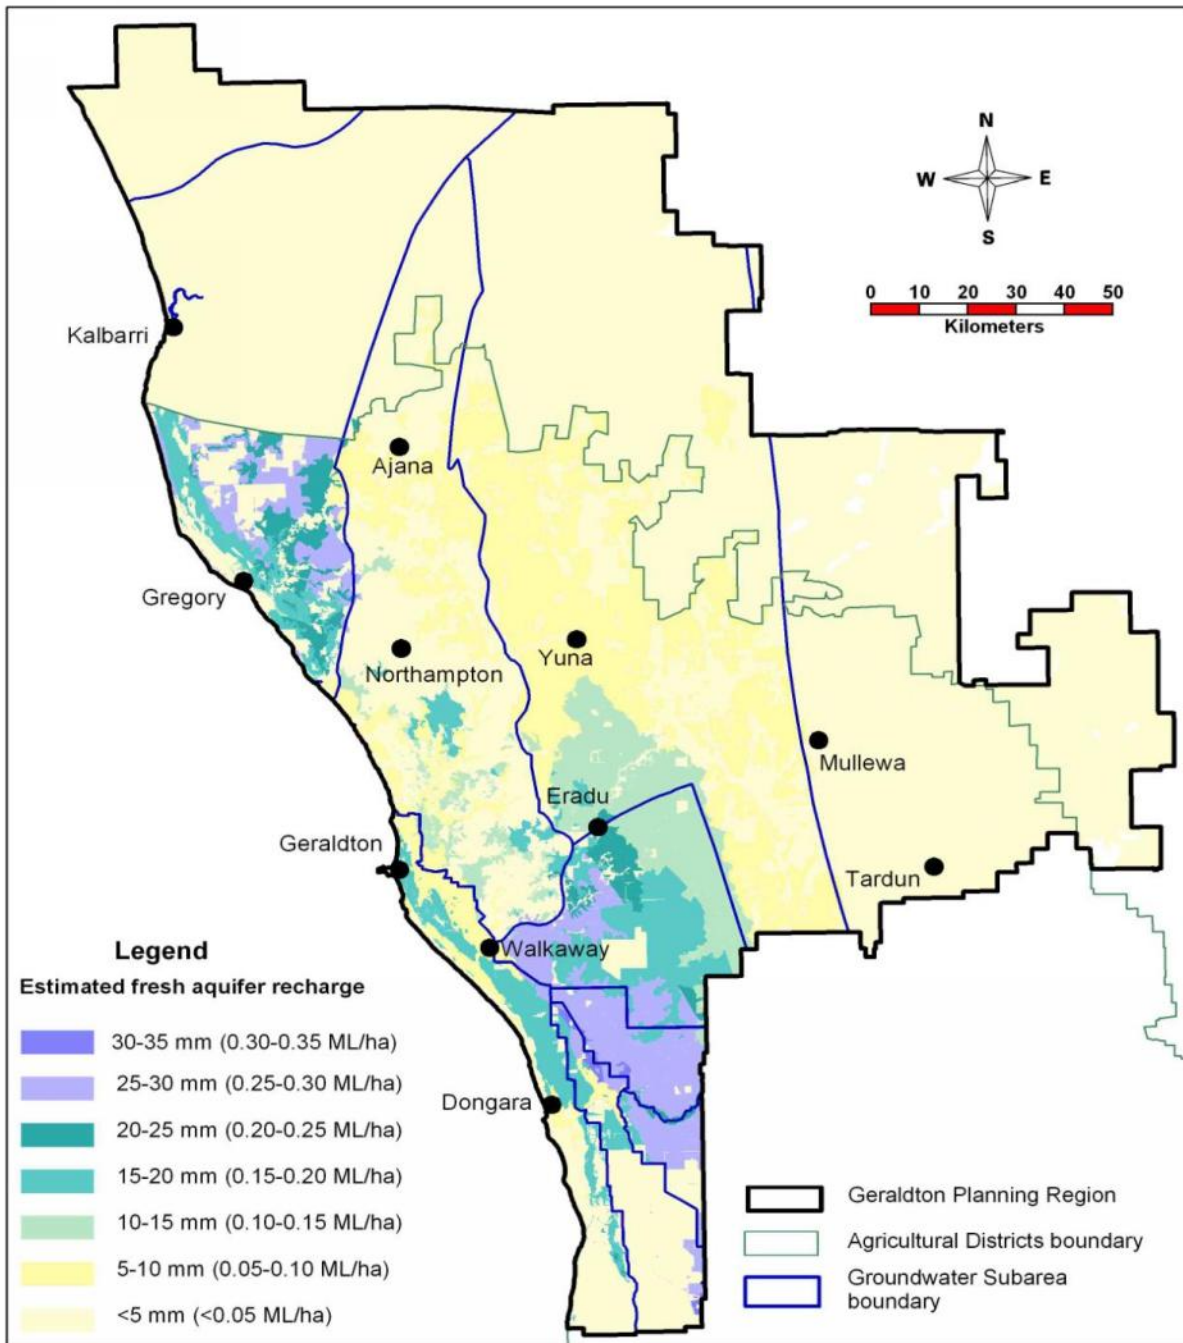 N
W E
S
0 10 20 30 40 50
Kilometers
Kalbarri
Ajana
Gregory
Northampton
Yuna
Mullewa
Eradu
Geraldton
Tardun
Walkaway
Dongara
Legend
Estimated fresh aquifer recharge
30-35 mm (0.30-0.35 ML/ha)
25-30 mm (0.25-0.30 ML/ha)
20-25 mm (0.20-0.25 ML/ha)
15-20 mm (0.15-0.20 ML/ha)
10-15 mm (0.10-0.15 ML/ha)
5-10 mm (0.05-0.10 ML/ha)
<5 mm (<0.05 ML/ha)
Geraldton Planning Region
Agricultural Districts boundary
Groundwater Subarea
boundary